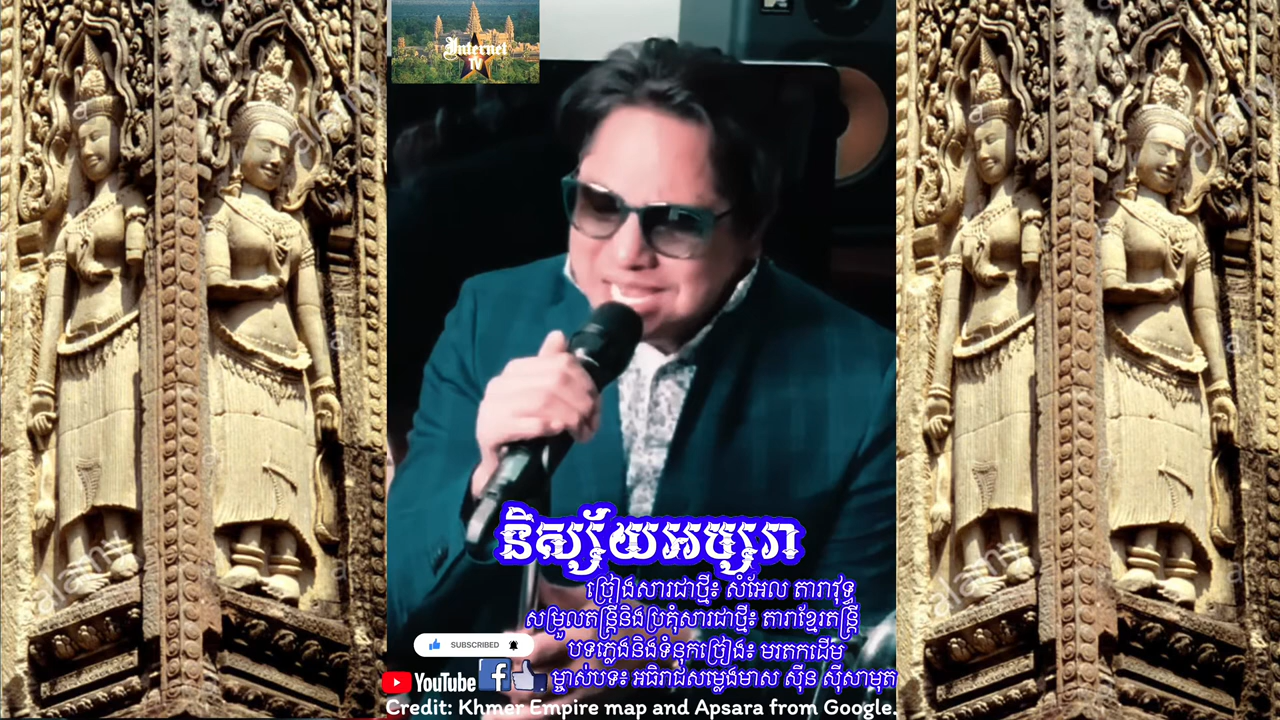 Internet
TV
និស្ស័យអប្សរា
ច្រៀងសារជាថ្មី៖ សំអែល តារាវុទ្ធ
សម្រួលតន្ត្រីនិងប្រគុំសារជាថ្មី៖ តារាខ្មែរតន្ត្រី
បទភ្លេងនិងទំនុកច្រៀង៖ មរតកដើម
SUBSCRIBED
ម្ចាស់បទ៖ អធិរាជសម្លេងមាស ស៊ីន ស៊ីសាមុត
YouTube
Credit: Khmer Empire map and Apsara from Google.